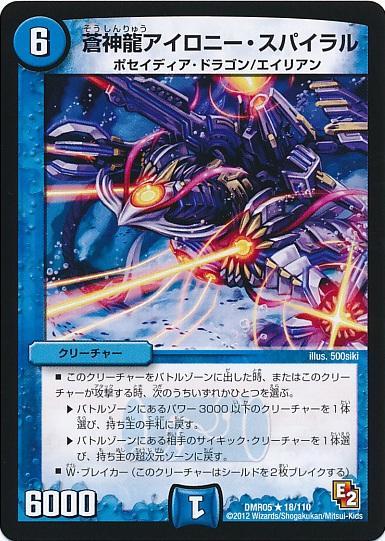 6
そうしんりゅう
蒼神龍アイロニー・スパイラル
ポセイディア・ドラゴン/エイリアン
クリーチャー
illus. 500siki
■ このクリーチャーをバトルゾーンに出した時、またはこのクリー
チャーが攻撃する時、次のうちいずれかひとつを選ぶ。
▶バトルゾーンにあるパワー3000以下のクリーチャーを1体
選び、持ち主の手札に戻す。
▶バトルゾーンにある相手のサイキック・クリーチャーを1体選
び、持ち主の超次元ゾーンに戻す。
■ W・ブレイカー(このクリーチャーはシールドを2枚ブレイクする)
6000
1
DMR05 ★ 18/110
E2
©2012 Wizards/Shogakukan/Mitsui-Kids